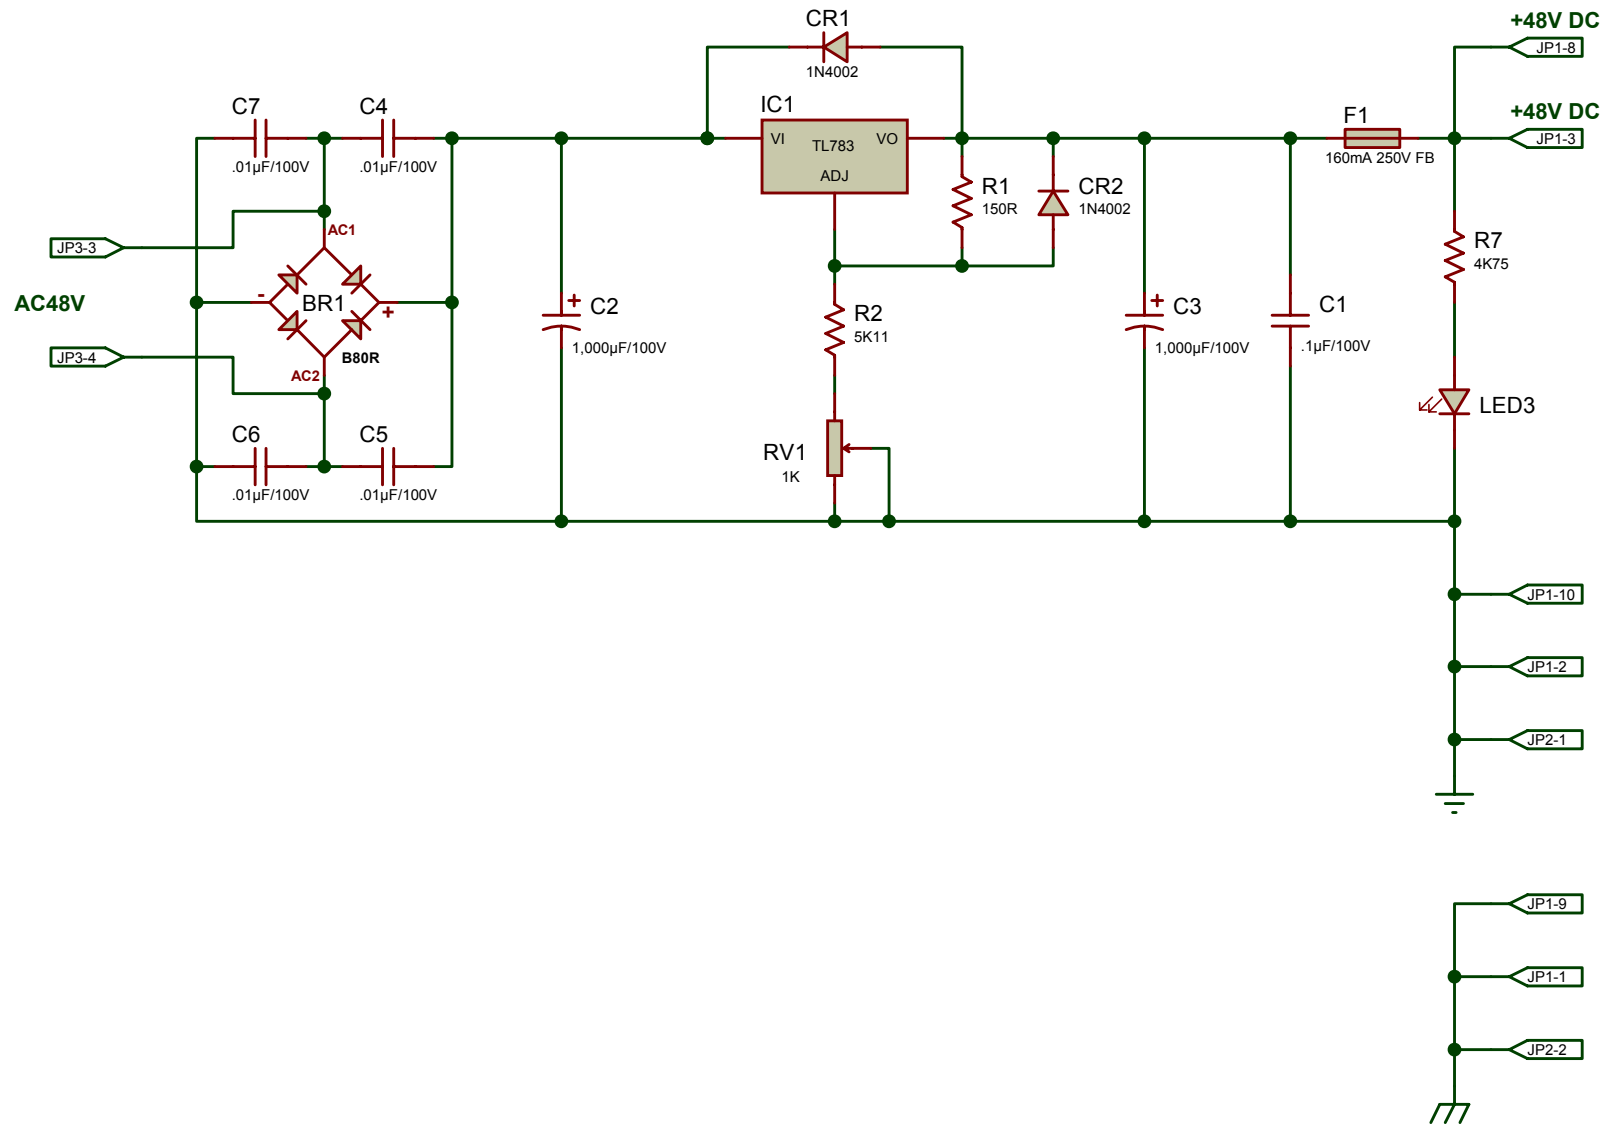 +48V DC
JP1-8
CR1
1N4002
+48V DC
JP1-3
C7
.01µF/100V
C4
.01µF/100V
IC1
VI
TL783
VO
ADJ
F1
160mA 250V FB
R1
150R
CR2
1N4002
JP3-3
AC1
R7
4K75
AC48V
-
BR1
+
+
C2
1,000µF/100V
R2
5K11
+
C3
1,000µF/100V
C1
.1µF/100V
JP3-4
B80R
AC2
LED3
C6
.01µF/100V
C5
.01µF/100V
RV1
1K
JP1-10
JP1-2
JP2-1
JP1-9
JP1-1
JP2-2